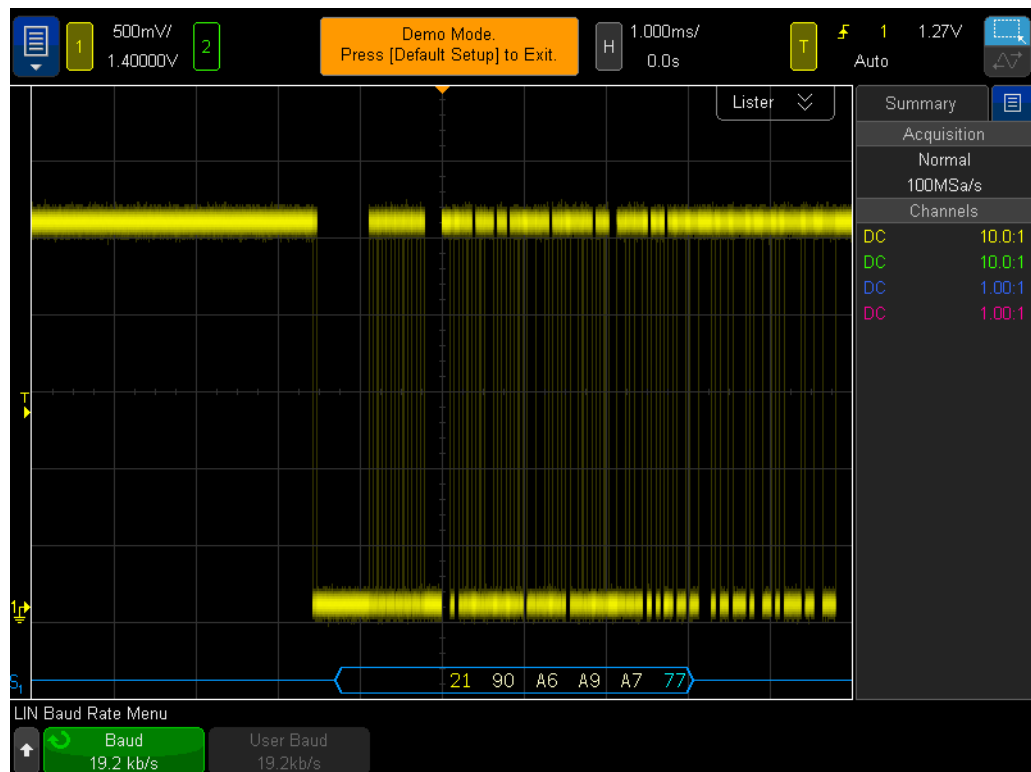 1
500mV/
1.40000V
2
Demo Mode.
Press [Default Setup] to Exit.
H
1.000ms/
0.0s
T
1
1.27V
Auto
Lister
Summary
Acquisition
Normal
100MSa/s
Channels
DC 10.0:1
DC 10.0:1
DC 1.00:1
DC 1.00:1
T
1
S1
21 90 A6 A9 A7 77
LIN Baud Rate Menu
Baud
19.2 kb/s
User Baud
19.2kb/s